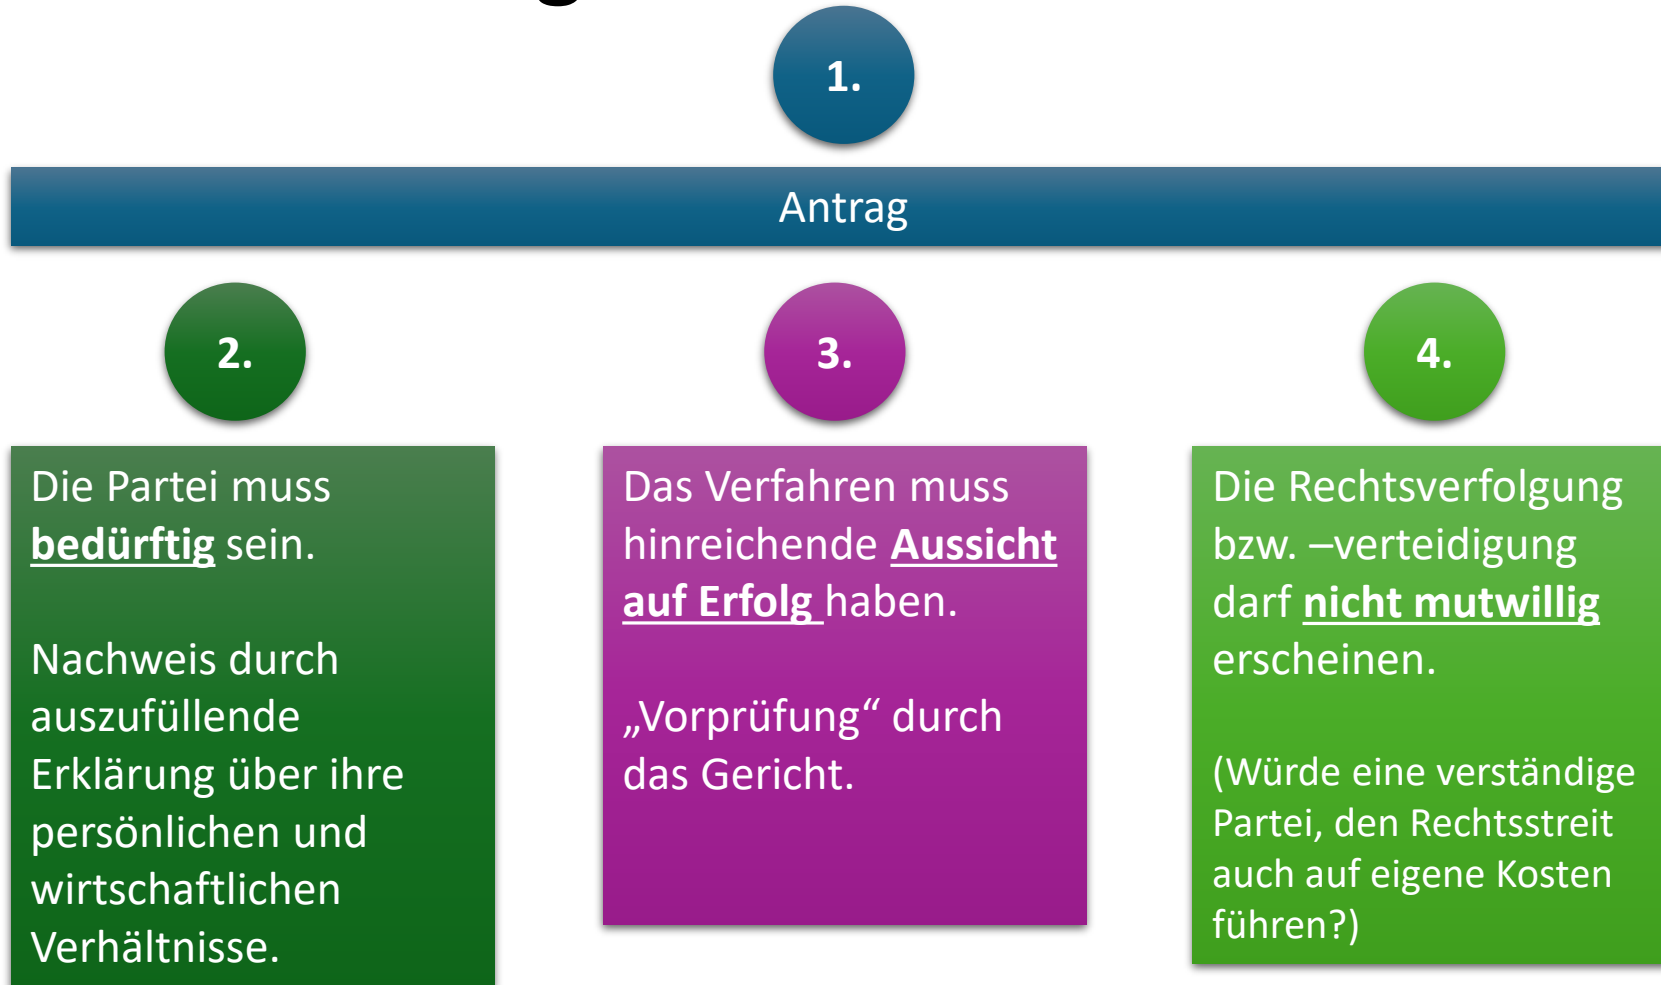 1.
Antrag
2.
Die Partei muss
bedürftig sein.
Nachweis durch
auszufüllende
Erklärung über ihre
persönlichen und
wirtschaftlichen
Verhältnisse.
3.
Das Verfahren muss
hinreichende Aussicht
auf Erfolg haben.
„Vorprüfung“ durch
das Gericht.
4.
Die Rechtsverfolgung
bzw. –verteidigung
darf nicht mutwillig
erscheinen.
(Würde eine verständige
Partei, den Rechtsstreit
auch auf eigene Kosten
führen?)